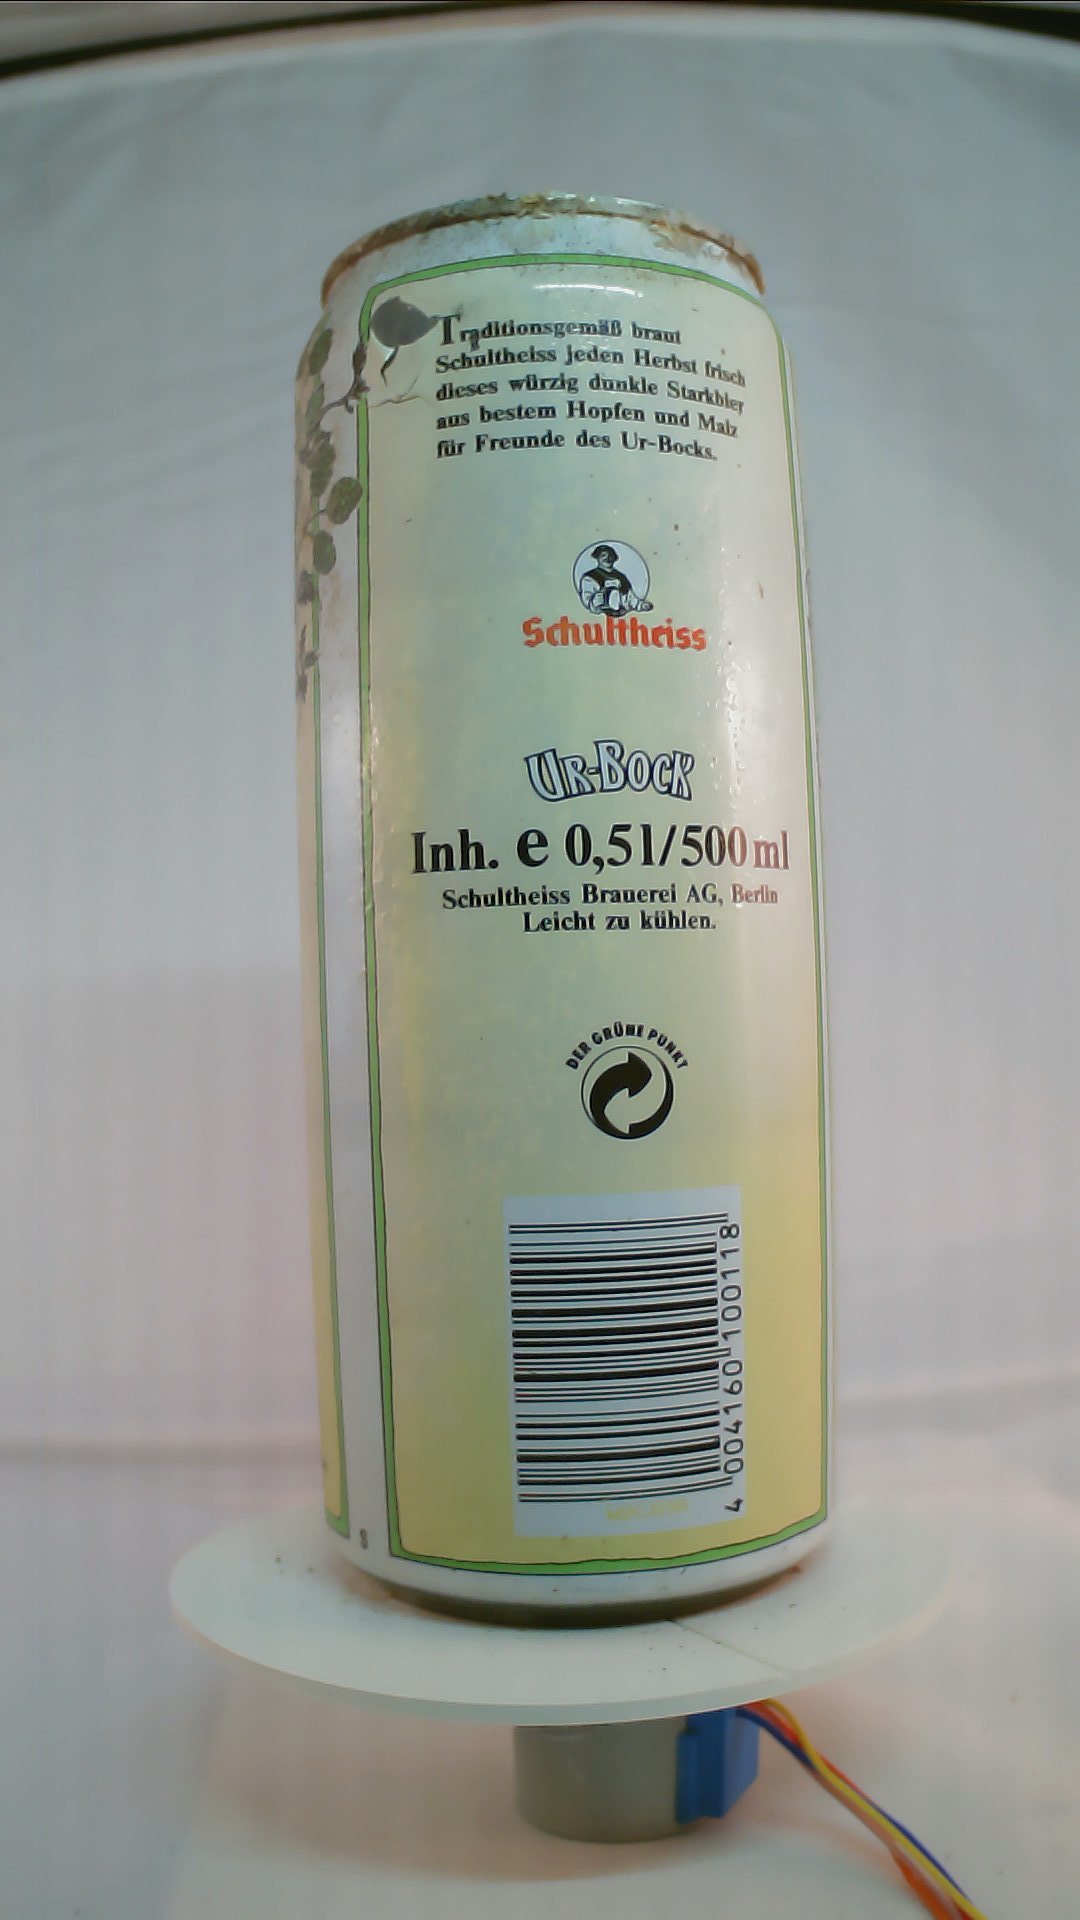 Traditionsgemäß braut
Schultheiss jeden Herbst frisch
dieses würzig dunkle Starkbier
aus bestem Hopfen und Malz
für Freunde des Ur-Bocks.
Schultheiss
UR-BOCK
Inh. e 0,5l/500 ml
Schultheiss Brauerei AG, Berlin
Leicht zu kühlen.
DER GRÜNE PUNKT
4 004160 100118
S